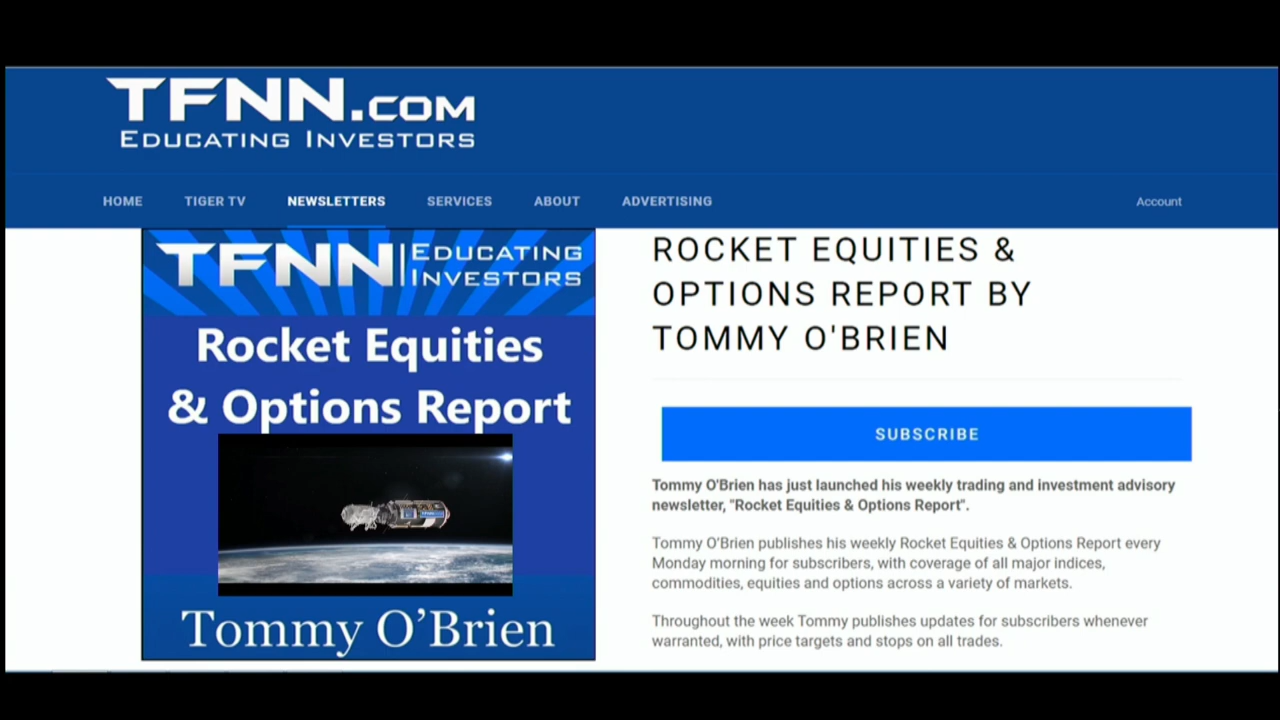 TFNN.COM
EDUCATING INVESTORS
HOME TIGER TV NEWSLETTERS SERVICES ABOUT ADVERTISING Account
TFNN | EDUCATING
INVESTORS
Rocket Equities
& Options Report
Tommy O’Brien
ROCKET EQUITIES &
OPTIONS REPORT BY
TOMMY O'BRIEN
SUBSCRIBE
Tommy O'Brien has just launched his weekly trading and investment advisory
newsletter, "Rocket Equities & Options Report".
Tommy O'Brien publishes his weekly Rocket Equities & Options Report every
Monday morning for subscribers, with coverage of all major indices,
commodities, equities and options across a variety of markets.
Throughout the week Tommy publishes updates for subscribers whenever
warranted, with price targets and stops on all trades.